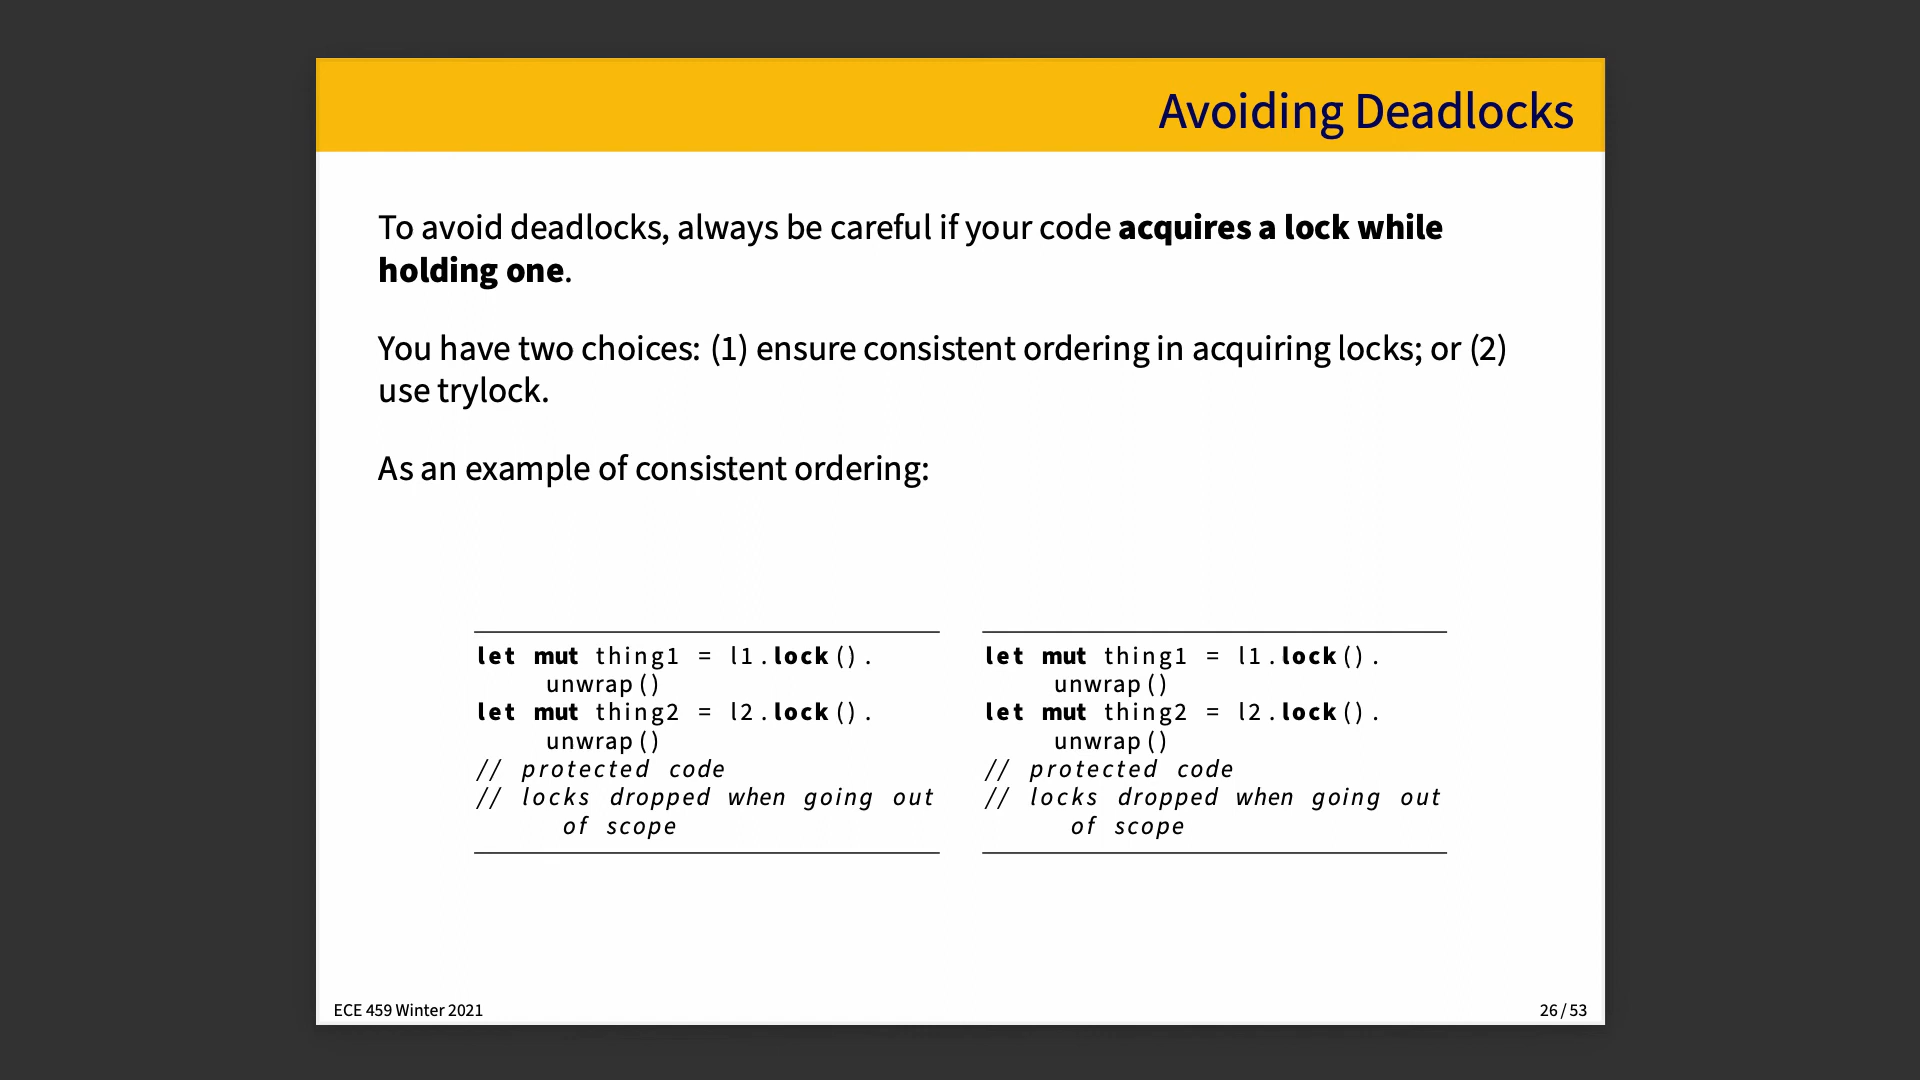 Avoiding Deadlocks
To avoid deadlocks, always be careful if your code acquires a lock while
holding one.
You have two choices: (1) ensure consistent ordering in acquiring locks; or (2)
use trylock.
As an example of consistent ordering:
let mut thing1 = l1.lock().
unwrap()
let mut thing2 = l2.lock().
unwrap()
// protected code
// locks dropped when going out
of scope
let mut thing1 = l1.lock().
unwrap()
let mut thing2 = l2.lock().
unwrap()
// protected code
// locks dropped when going out
of scope
ECE 459 Winter 2021
26 / 53